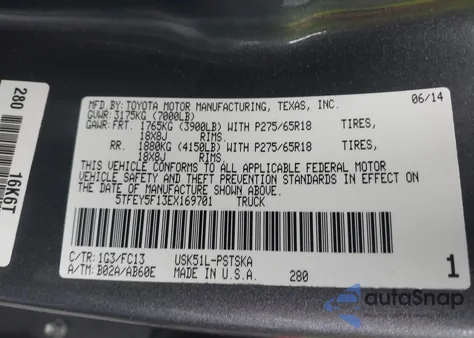 MFD.BY: TOYOTA MOTOR MANUFACTURING, TEXAS, INC. 06/14
GVWR: 3175KG (7000LB)
GAWR: FRT. 1765KG (3900LB) WITH P275/65R18 TIRES,
18X8J RIMS
RR. 1880KG (4150LB) WITH P275/65R18 TIRES,
18X8J RIMS
THIS VEHICLE CONFORMS TO ALL APPLICABLE FEDERAL MOTOR
VEHICLE SAFETY AND THEFT PREVENTION STANDARDS IN
EFFECT ON THE DATE OF MANUFACTURE SHOWN ABOVE.
5TFEY5F13EX169701 TRUCK
C/TR: 1G3/FC13 USK51L-PSTSKA
A/TM: B02A/AB60E MADE IN U.S.A. 280 1
280 16K6T
autoSnap